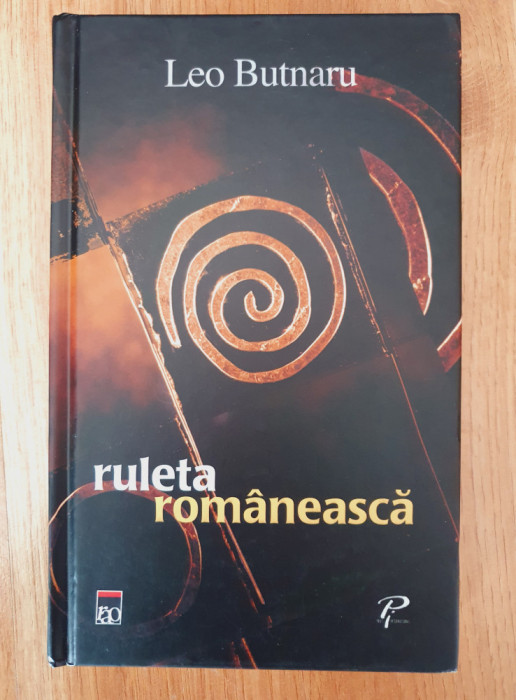 Leo Butnaru
ruleta
românească
rao